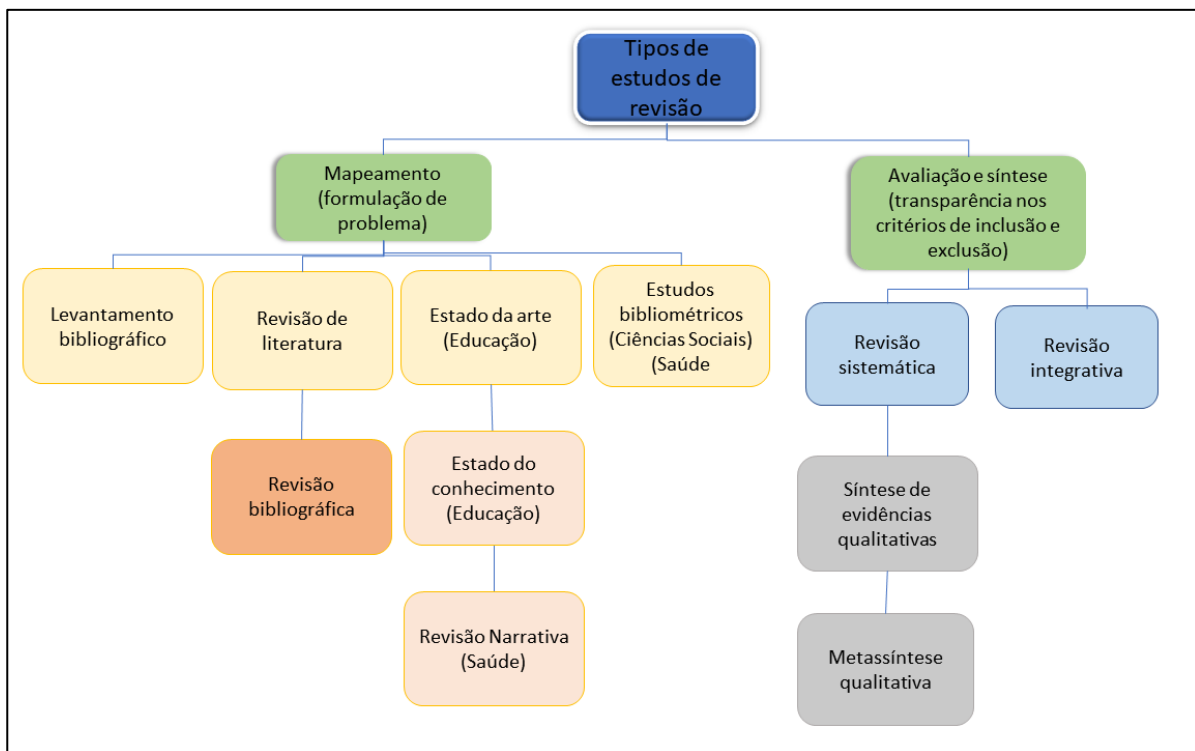 Tipos de
estudos de
revisão
Mapeamento
(formulação de
problema)
Avaliação e síntese
(transparência nos
critérios de inclusão e
exclusão)
Levantamento
bibliográfico
Revisão de
literatura
Estado da arte
(Educação)
Estudos
bibliométricos
(Ciências Sociais)
(Saúde
Revisão
sistemática
Revisão
integrativa
Revisão
bibliográfica
Estado do
conhecimento
(Educação)
Síntese de
evidências
qualitativas
Revisão Narrativa
(Saúde)
Metassíntese
qualitativa